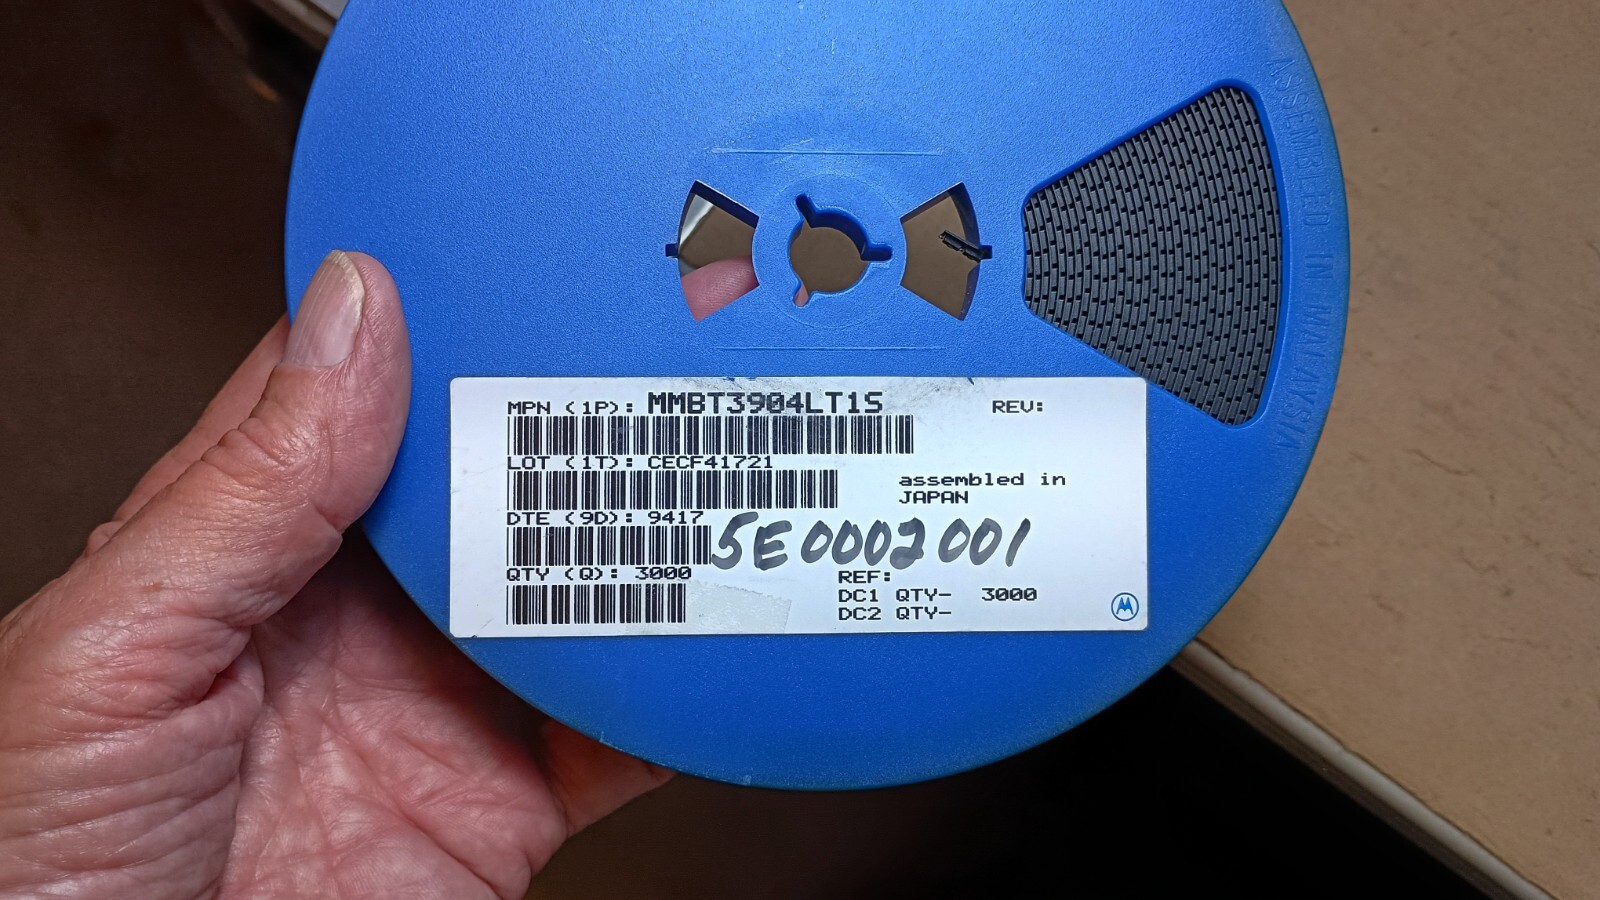 ASSEMBLED IN MALAYSIA
MPN (1P): MMBT3904LT1S REV:
LOT (1T): CECF41721
assembled in
JAPAN
DTE (9D): 9417
5E0002001
QTY (Q): 3000
REF:
DC1 QTY- 3000
DC2 QTY-